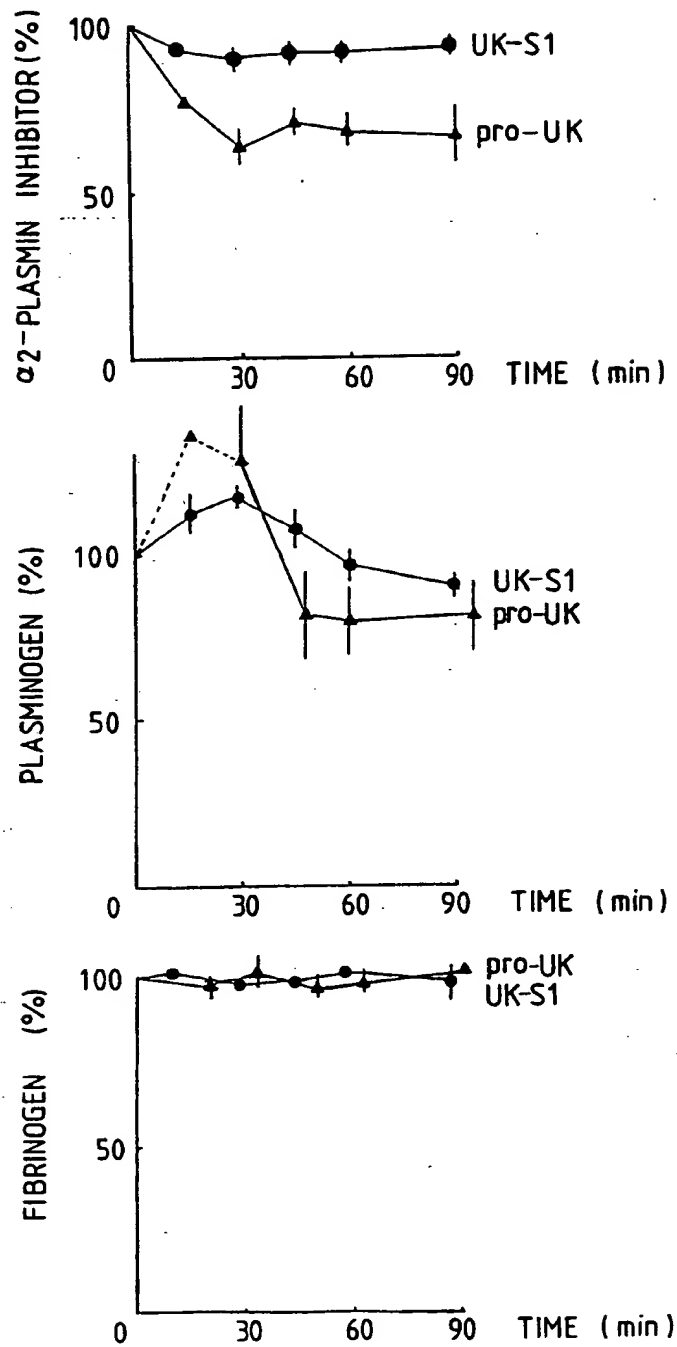 α2-PLASMIN INHIBITOR (%)
100
50
0
30
60
90
TIME (min)
UK-S1
pro-UK
PLASMINOGEN (%)
100
50
0
30
60
90
TIME (min)
UK-S1
pro-UK
FIBRINOGEN (%)
100
50
0
30
60
90
TIME (min)
pro-UK
UK-S1